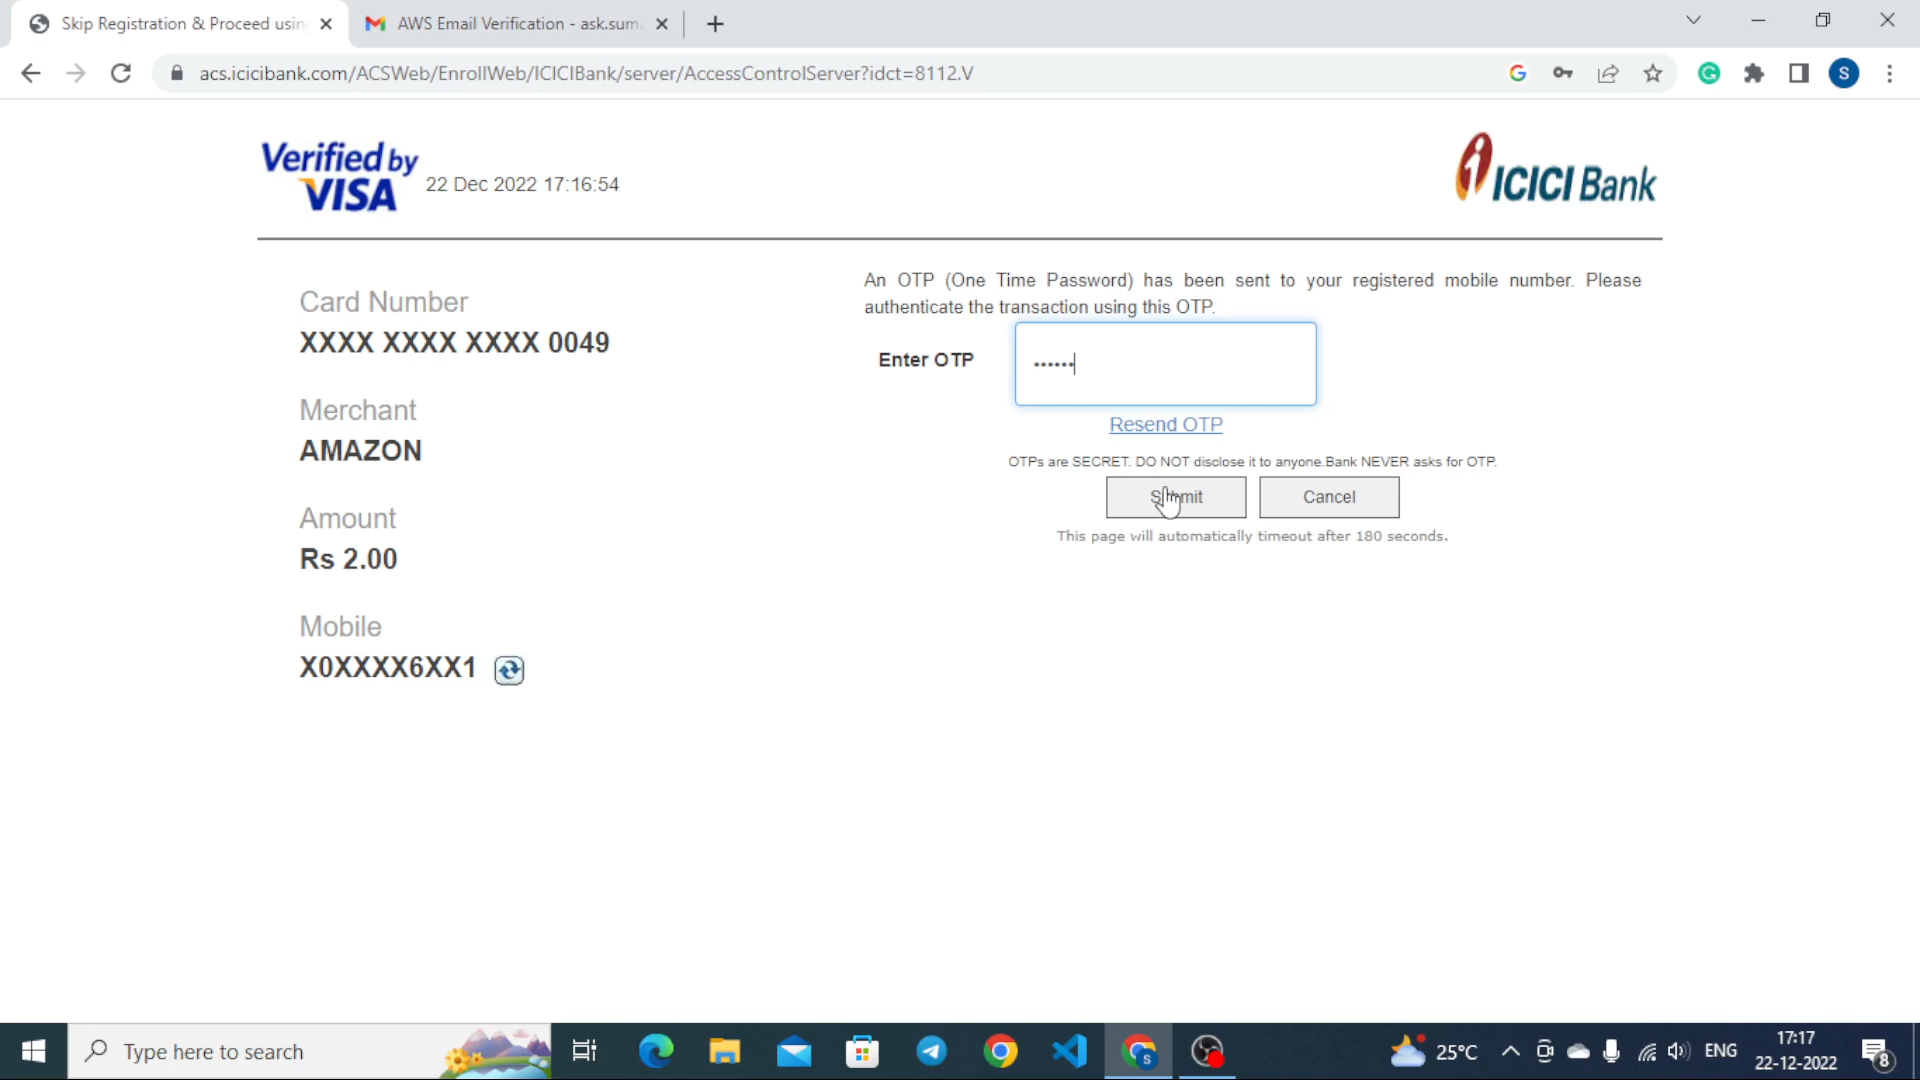 Skip Registration & Proceed usin
AWS Email Verification - ask.suma
acs.icicibank.com/ACSWeb/EnrollWeb/ICICIBank/server/AccessControlServer?idct=8112.V
S
Verified by
VISA
22 Dec 2022 17:16:54
ICICI Bank
Card Number
XXXX XXXX XXXX 0049
Merchant
AMAZON
Amount
Rs 2.00
Mobile
X0XXXX6XX1
An OTP (One Time Password) has been sent to your registered mobile number. Please
authenticate the transaction using this OTP.
Enter OTP
••••••
Resend OTP
OTPs are SECRET. DO NOT disclose it to anyone.Bank NEVER asks for OTP.
Submit
Cancel
This page will automatically timeout after 180 seconds.
Type here to search
25°C
ENG
17:17
22-12-2022
8